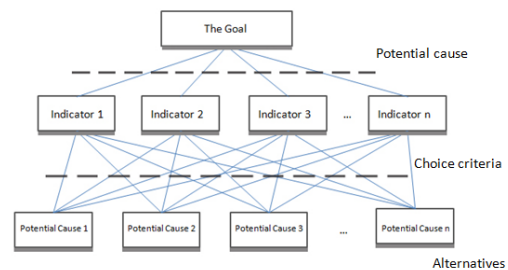 The Goal
Potential cause
Indicator 1 Indicator 2 Indicator 3 ... Indicator n
Choice criteria
Potential Cause 1 Potential Cause 2 Potential Cause 3 ... Potential Cause n
Alternatives